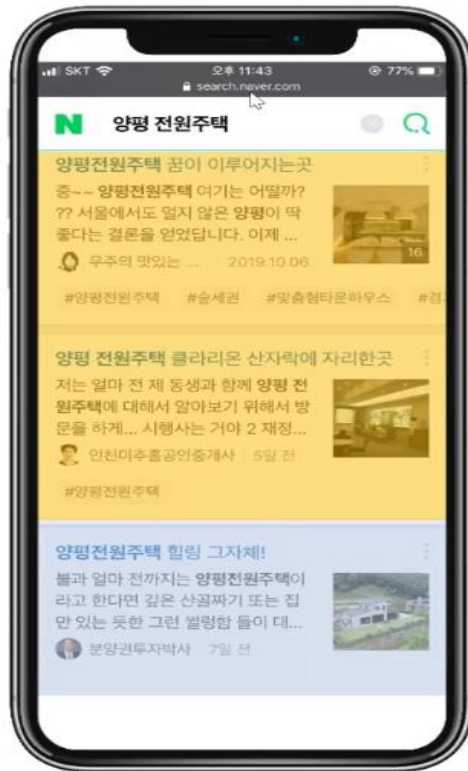 SKT 오후 11:43 77%
search.naver.com
N 양평 전원주택
양평전원주택 꿈이 이루어지는곳
중~~ 양평전원주택 여기는 어떨까?
?? 서울에서도 멀지 않은 양평이 딱
좋다는 결론을 얻었답니다. 이제 ...
16
우주의 맛있는 ... 2019.10.06.
#양평전원주택 #숲세권 #맞춤형타운하우스 #경기
양평 전원주택 클라리온 산자락에 자리한곳
저는 얼마 전 제 동생과 함께 양평 전
원주택에 대해서 알아보기 위해서 방
문을 하게... 시행사는 거야 2 재정...
인친미추홀공인중개사 5일 전
#양평전원주택
양평전원주택 힐링 그자체!
불과 얼마 전까지는 양평전원주택이
라고 한다면 깊은 산골짜기 또는 집
만 있는 듯한 그런 썰렁함 들이 대...
분양권투자박사 7일 전